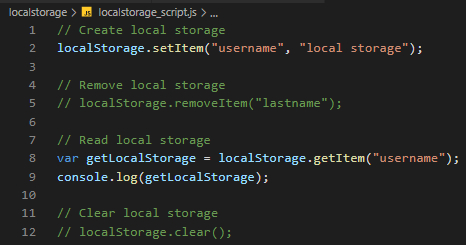 localstorage > JS localstorage_script.js > ...
1 // Create local storage
2 localStorage.setItem("username", "local storage");
3
4 // Remove local storage
5 // localStorage.removeItem("lastname");
6
7 // Read local storage
8 var getLocalStorage = localStorage.getItem("username");
9 console.log(getLocalStorage);
10
11 // Clear local storage
12 // localStorage.clear();